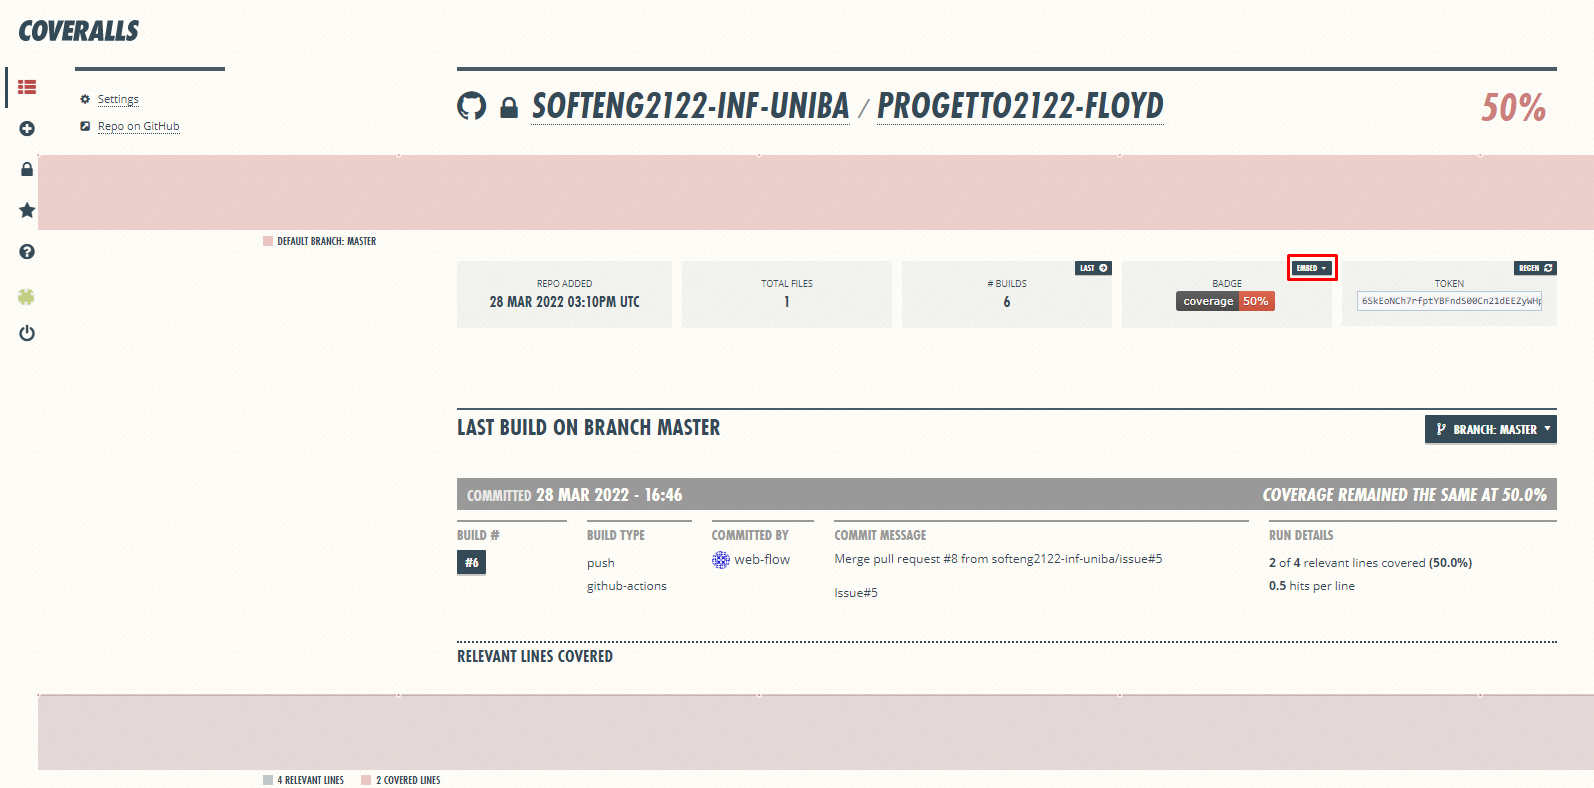 COVERALLS
Settings
Repo on GitHub
SOFTENG2122-INF-UNIBA / PROGETTO2122-FLOYD
50%
DEFAULT BRANCH: MASTER
REPO ADDED
28 MAR 2022 03:10PM UTC
TOTAL FILES
1
LAST
# BUILDS
6
EMBED
BADGE
coverage 50%
REGEN
TOKEN
6SkEoNCh7rfptYBFndS00Cn21dEEZyWHp
LAST BUILD ON BRANCH MASTER
BRANCH: MASTER
COMMITTED 28 MAR 2022 - 16:46
COVERAGE REMAINED THE SAME AT 50.0%
BUILD #
#6
BUILD TYPE
push
github-actions
COMMITTED BY
web-flow
COMMIT MESSAGE
Merge pull request #8 from softeng2122-inf-uniba/issue#5
Issue#5
RUN DETAILS
2 of 4 relevant lines covered (50.0%)
0.5 hits per line
RELEVANT LINES COVERED
4 RELEVANT LINES
2 COVERED LINES